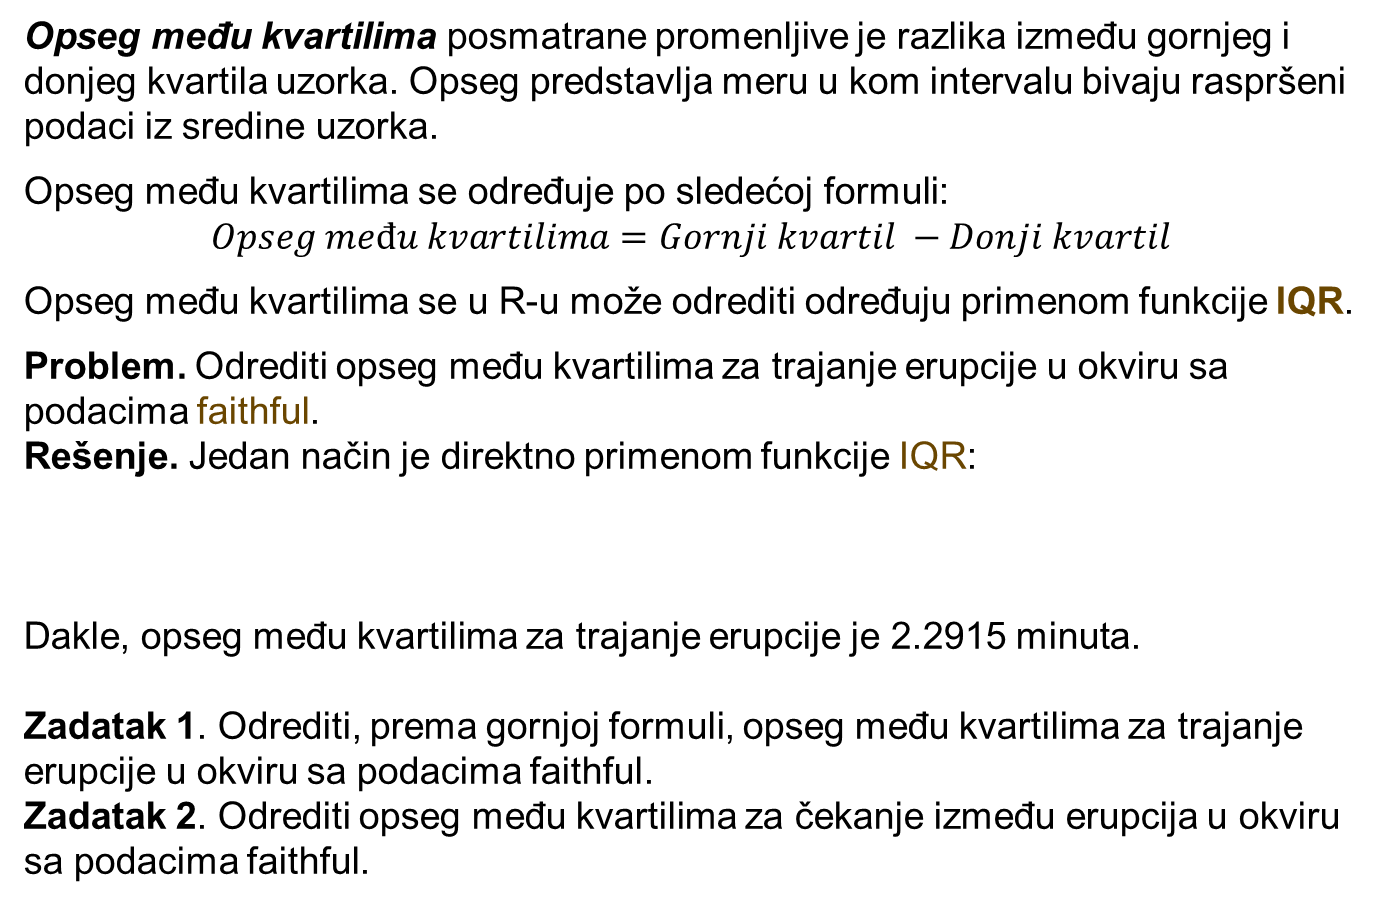 Opseg među kvartilima posmatrane promenljive je razlika između gornjeg i
donjeg kvartila uzorka. Opseg predstavlja meru u kom intervalu bivaju raspršeni
podaci iz sredine uzorka.
Opseg među kvartilima se određuje po sledećoj formuli:
Opseg među kvartilima = Gornji kvartil − Donji kvartil
Opseg među kvartilima se u R-u može odrediti određuju primenom funkcije IQR.
Problem. Odrediti opseg među kvartilima za trajanje erupcije u okviru sa
podacima faithful.
Rešenje. Jedan način je direktno primenom funkcije IQR:
Dakle, opseg među kvartilima za trajanje erupcije je 2.2915 minuta.
Zadatak 1. Odrediti, prema gornjoj formuli, opseg među kvartilima za trajanje
erupcije u okviru sa podacima faithful.
Zadatak 2. Odrediti opseg među kvartilima za čekanje između erupcija u okviru
sa podacima faithful.